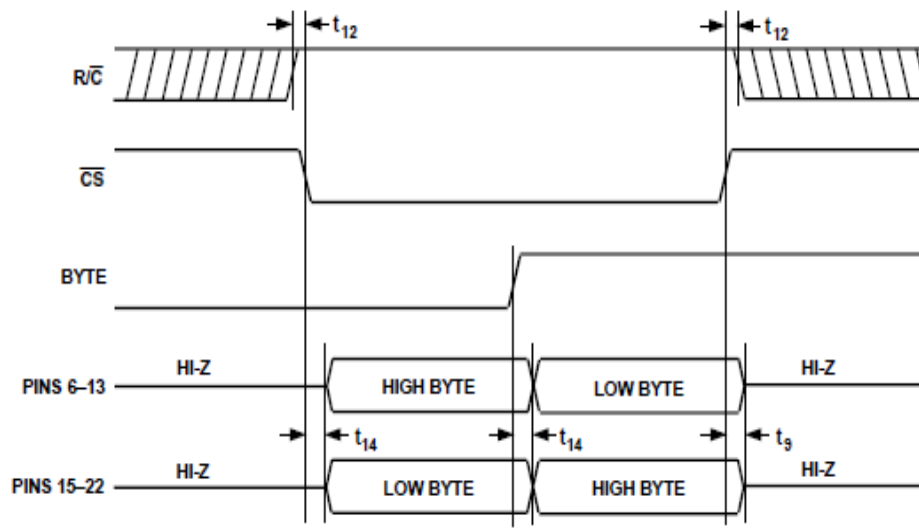 t12 t12
R/C̅
C̅S̅
BYTE
HI-Z HI-Z
PINS 6–13 HIGH BYTE LOW BYTE
t14 t14 t9
HI-Z HI-Z
PINS 15–22 LOW BYTE HIGH BYTE